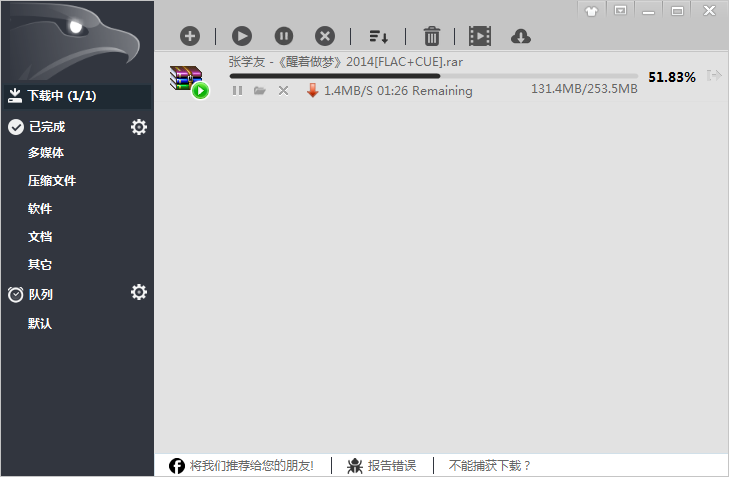 下载中 (1/1)
已完成
多媒体
压缩文件
软件
文档
其它
队列
默认
张学友 -《醒着做梦》2014[FLAC+CUE].rar
51.83%
1.4MB/S 01:26 Remaining
131.4MB/253.5MB
将我们推荐给您的朋友!
报告错误
不能捕获下载？